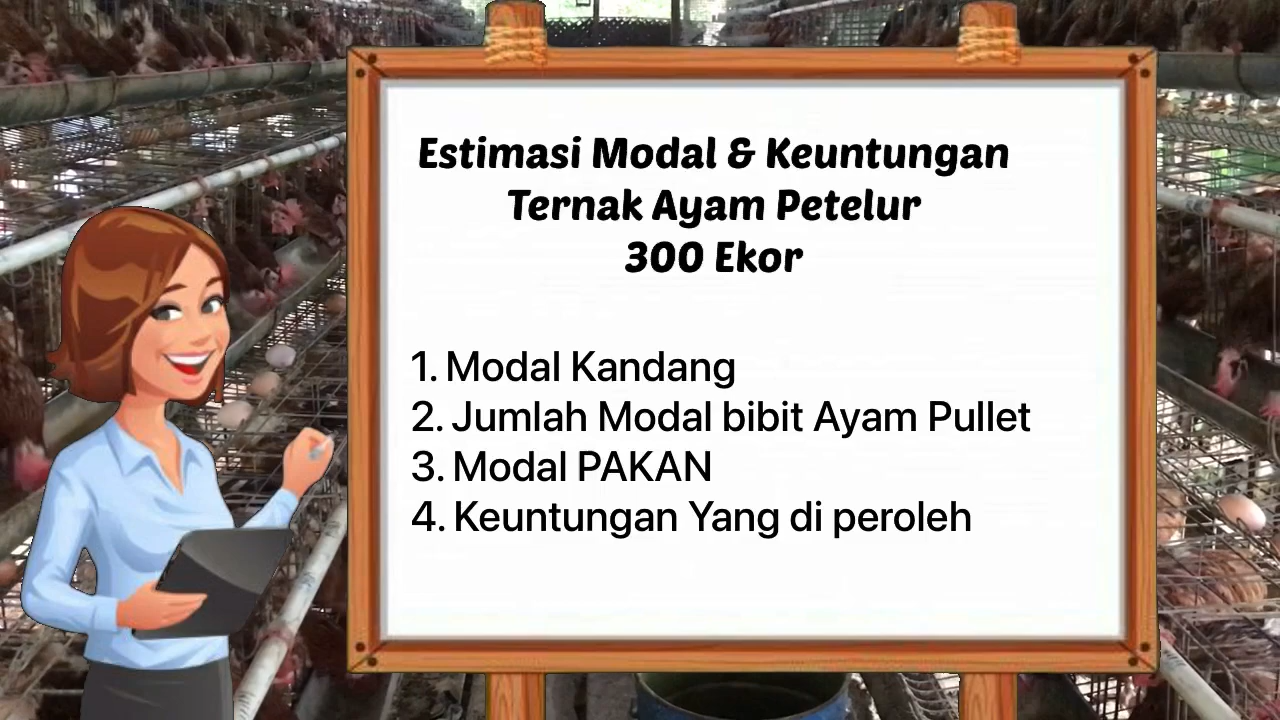 Estimasi Modal & Keuntungan
Ternak Ayam Petelur
300 Ekor
1. Modal Kandang
2. Jumlah Modal bibit Ayam Pullet
3. Modal PAKAN
4. Keuntungan Yang di peroleh